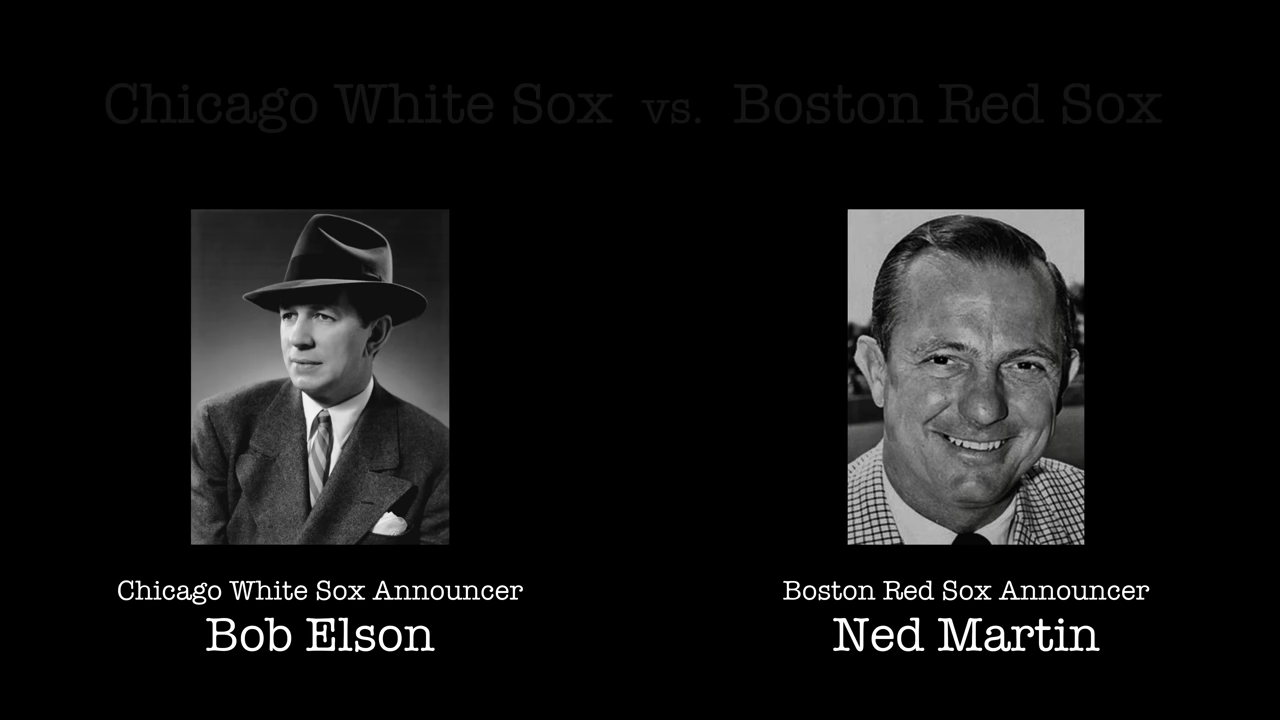 Chicago White Sox vs. Boston Red Sox
Chicago White Sox Announcer
Bob Elson
Boston Red Sox Announcer
Ned Martin